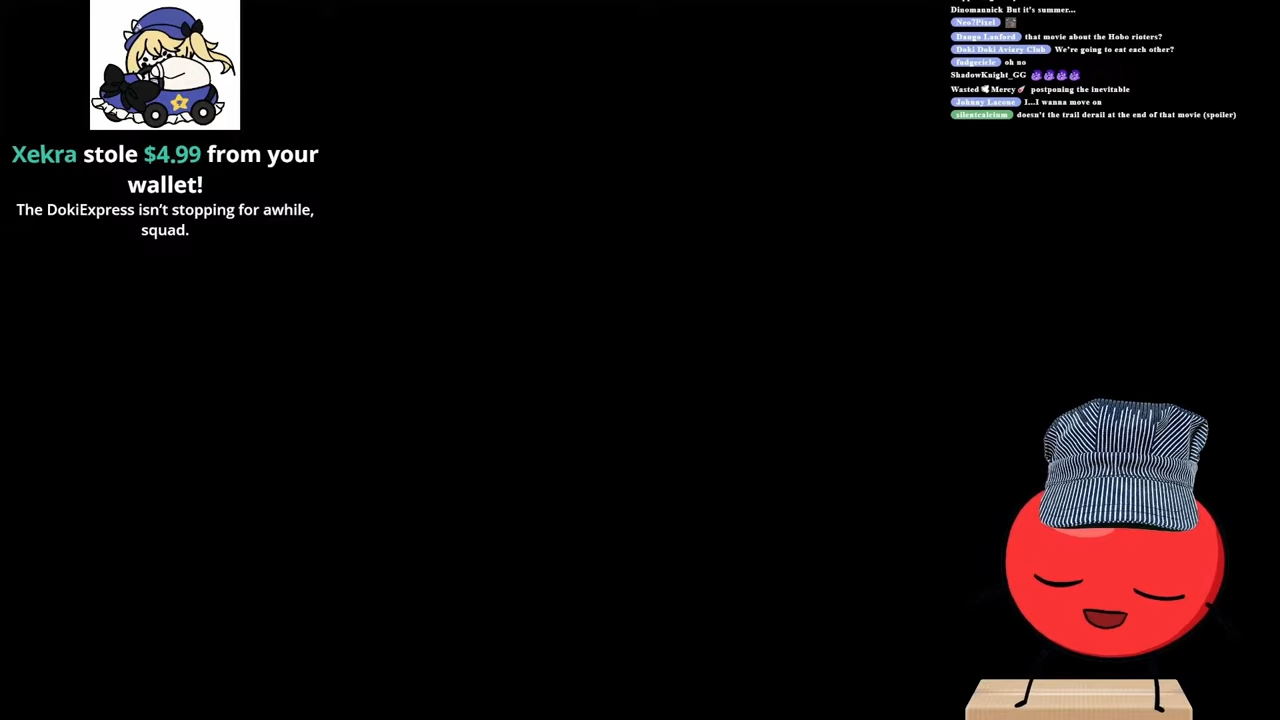 Xekra stole $4.99 from your
wallet!
The DokiExpress isn't stopping for awhile,
squad.
Dinomannick But it's summer...
Neo7Pixel
Dango Lanford that movie about the Hobo rioters?
Doki Doki Aviary Club We're going to eat each other?
fudgecicle oh no
ShadowKnight_GG
Wasted Mercy postponing the inevitable
Johnny Lacone I...I wanna move on
silentcalcium doesn't the trail derail at the end of that movie (spoiler)